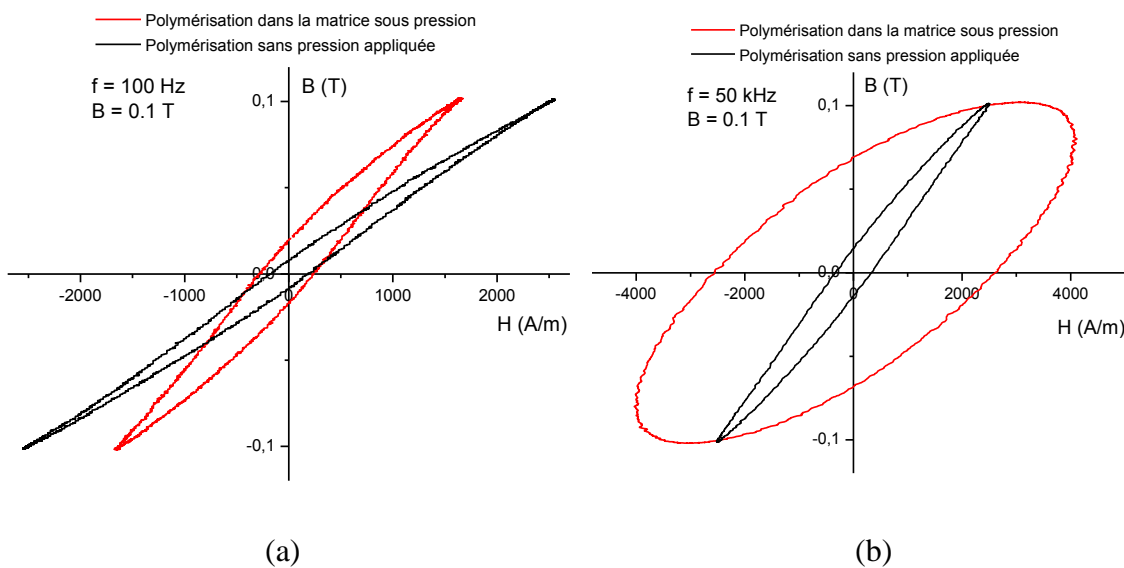 Polymérisation dans la matrice sous pression
Polymérisation sans pression appliquée
f = 100 Hz
B = 0.1 T
B (T)
0,1
0,0
-0,1
-2000
-1000
0
1000
2000
H (A/m)
(a)
Polymérisation dans la matrice sous pression
Polymérisation sans pression appliquée
f = 50 kHz
B = 0.1 T
B (T)
0,1
0,0
-0,1
-4000
-2000
0
2000
4000
H (A/m)
(b)